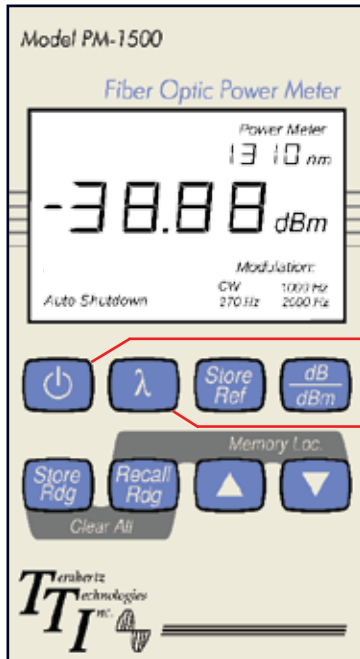 Model PM-1500
Fiber Optic Power Meter
Power Meter
1310 nm
-38.88 dBm
Modulation:
CW 1000 Hz
Auto Shutdown 270 Hz 2000 Hz
λ
Store Ref
dB
dBm
Memory Loc.
Store Rdg
Recall Rdg
Clear All
Terahertz
Technologies
Inc.